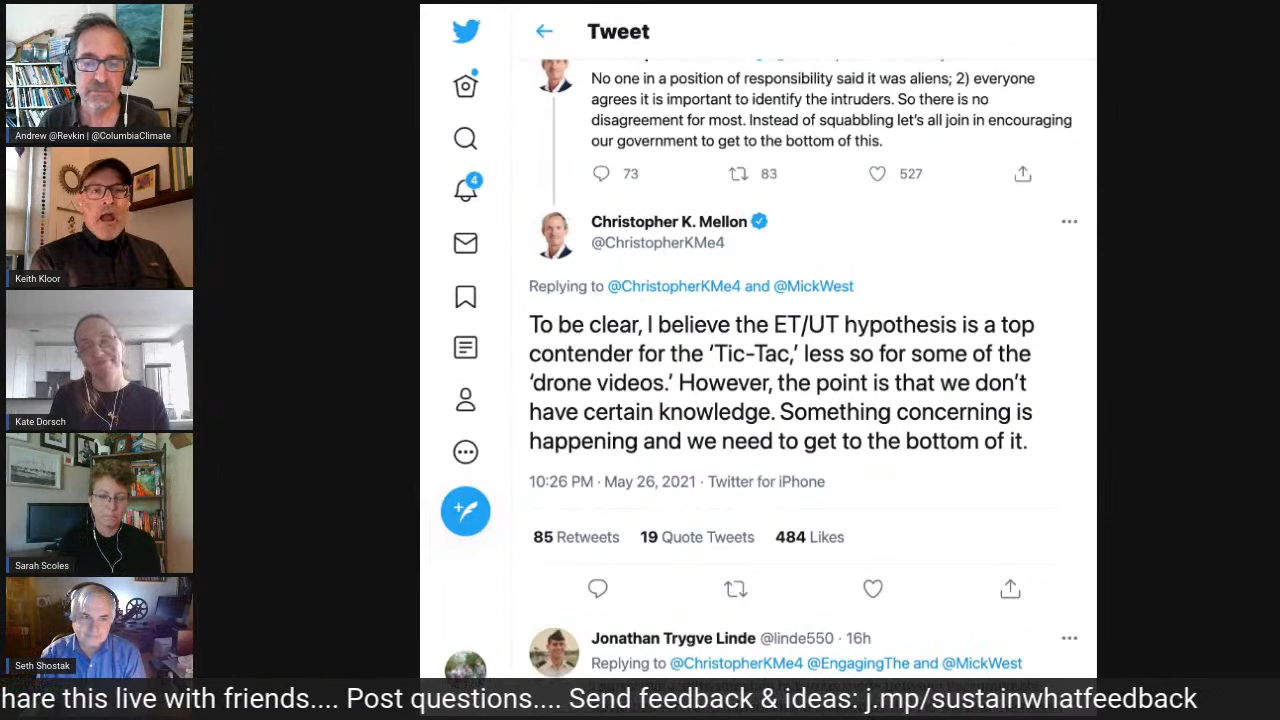 Andrew @Revkin | @ColumbiaClimate
Keith Kloor
Kate Dorsch
Sarah Scoles
Seth Shostak
Tweet
No one in a position of responsibility said it was aliens; 2) everyone
agrees it is important to identify the intruders. So there is no
disagreement for most. Instead of squabbling let's all join in encouraging
our government to get to the bottom of this.
73 83 527
4
Christopher K. Mellon
@ChristopherKMe4
Replying to @ChristopherKMe4 and @MickWest
To be clear, I believe the ET/UT hypothesis is a top
contender for the ‘Tic-Tac,’ less so for some of the
‘drone videos.’ However, the point is that we don’t
have certain knowledge. Something concerning is
happening and we need to get to the bottom of it.
10:26 PM · May 26, 2021 · Twitter for iPhone
85 Retweets 19 Quote Tweets 484 Likes
Jonathan Trygve Linde @linde550 · 16h
Replying to @ChristopherKMe4 @EngagingThe and @MickWest
hare this live with friends.... Post questions.... Send feedback & ideas: j.mp/sustainwhatfeedback